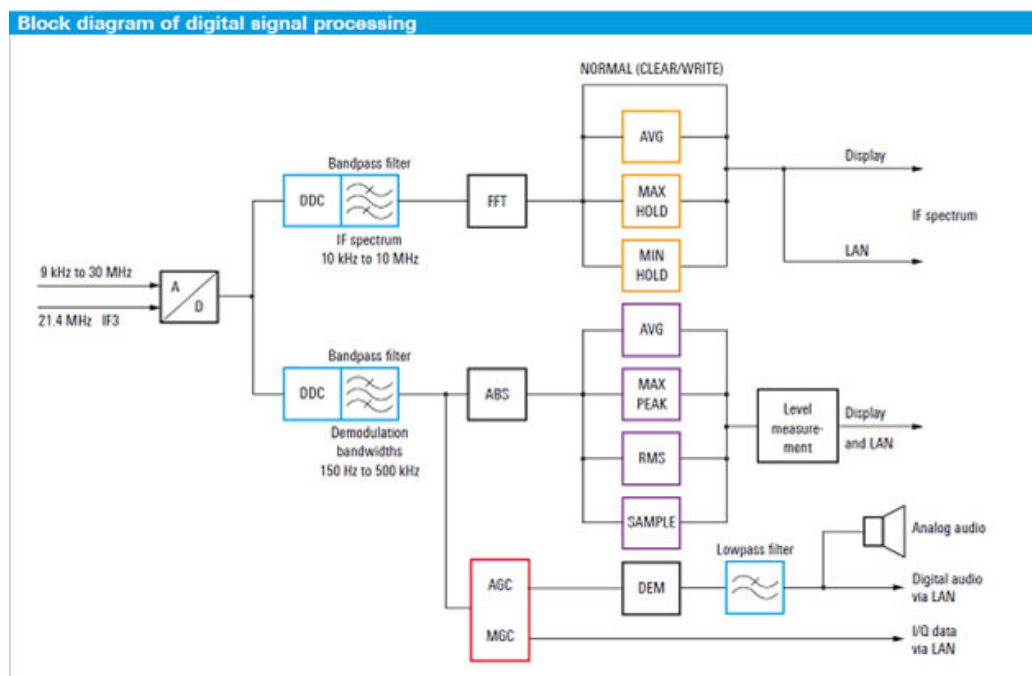 Block diagram of digital signal processing
NORMAL (CLEAR/WRITE)
AVG
Bandpass filter
Display
DDC
FFT
MAX
HOLD
IF spectrum
IF spectrum
10 kHz to 10 MHz
MIN
HOLD
LAN
9 kHz to 30 MHz
A
D
21.4 MHz IF3
AVG
Bandpass filter
DDC
ABS
MAX
PEAK
Level
measure-
ment
Display
and LAN
Demodulation
bandwidths
150 Hz to 500 kHz
RMS
SAMPLE
Analog audio
Lowpass filter
AGC
DEM
Digital audio
via LAN
MGC
I/Q data
via LAN